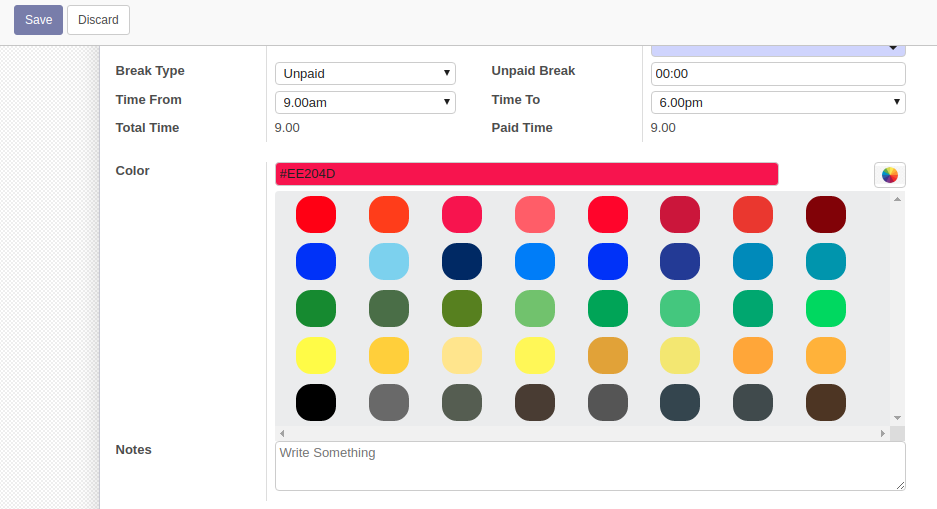 Save Discard
Break Type Unpaid Unpaid Break 00:00
Time From 9.00am Time To 6.00pm
Total Time 9.00 Paid Time 9.00
Color #EE204D
Notes Write Something